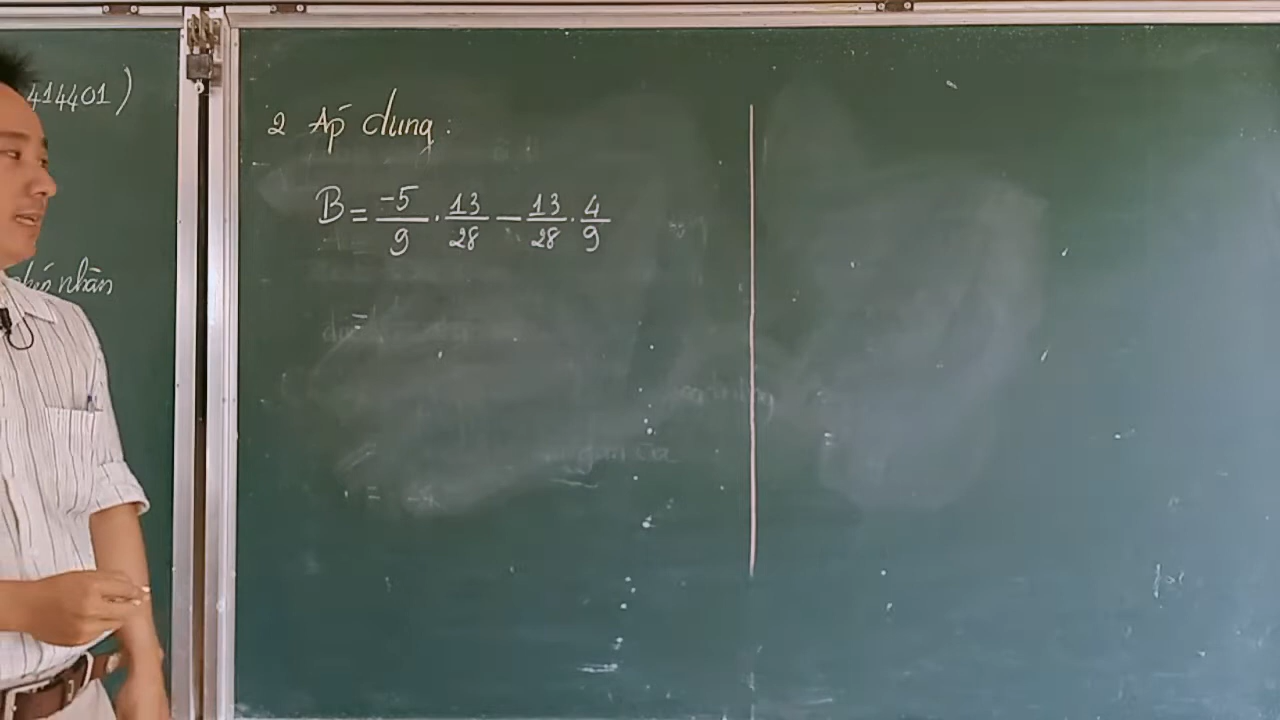 414401)
nhân
2 Áp dụng:
B = -5/9 . 13/28 - 13/28 . 4/9
=